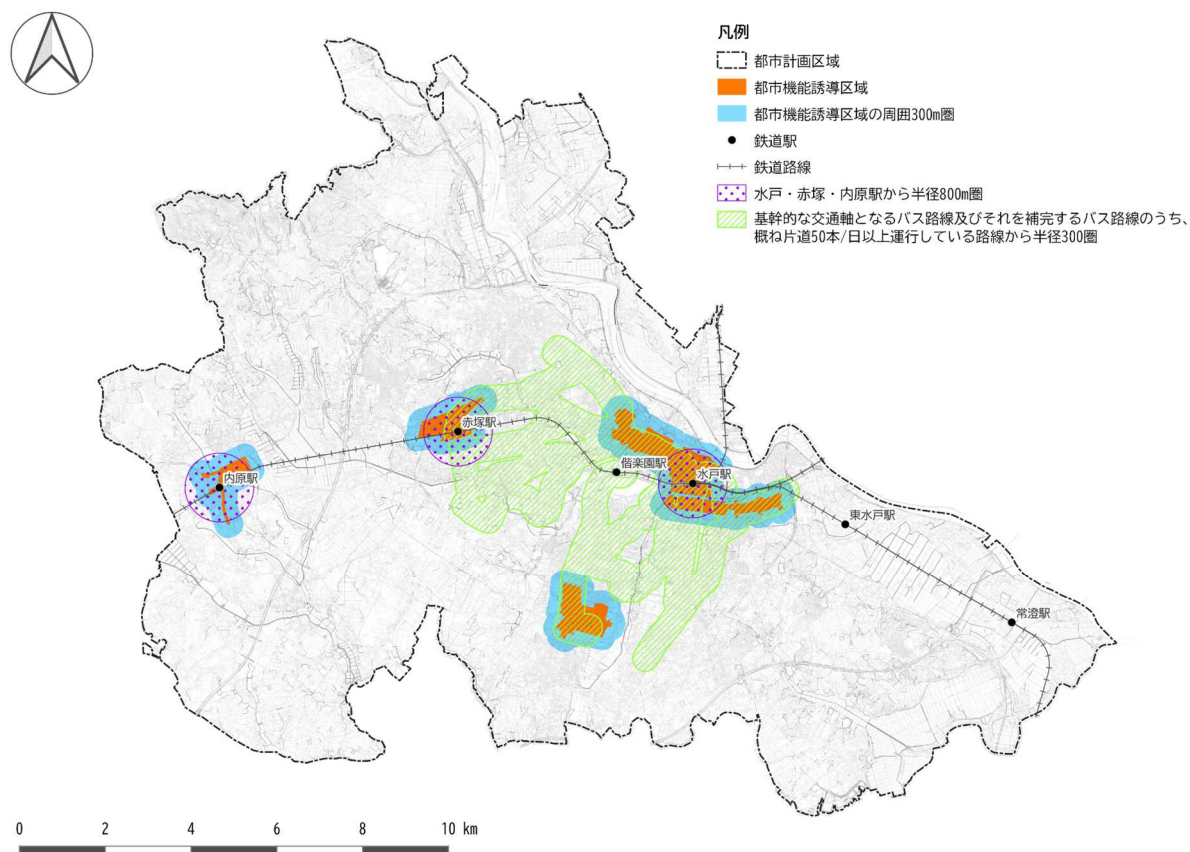 凡例
都市計画区域
都市機能誘導区域
都市機能誘導区域の周囲300m圏
鉄道駅
鉄道路線
水戸・赤塚・内原駅から半径800m圏
基幹的な交通軸となるバス路線及びそれを補完するバス路線のうち、
概ね片道50本/日以上運行している路線から半径300圏
赤塚駅
偕楽園駅
水戸駅
内原駅
東水戸駅
常澄駅
0 2 4 6 8 10 km